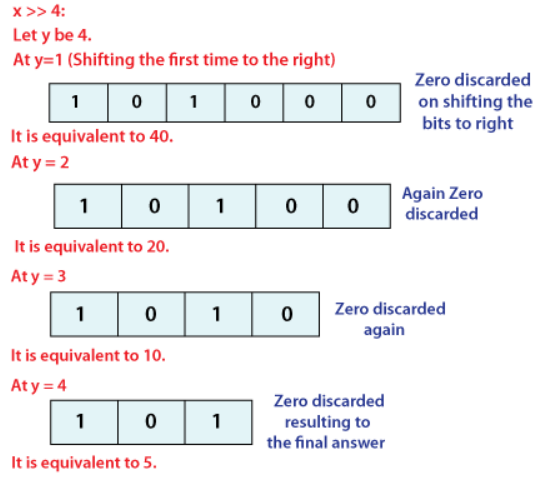 x >> 4:
Let y be 4.
At y=1 (Shifting the first time to the right)
1 0 1 0 0 0
Zero discarded
on shifting the
bits to right
It is equivalent to 40.
At y = 2
1 0 1 0 0
Again Zero
discarded
It is equivalent to 20.
At y = 3
1 0 1 0
Zero discarded
again
It is equivalent to 10.
At y = 4
1 0 1
Zero discarded
resulting to
the final answer
It is equivalent to 5.